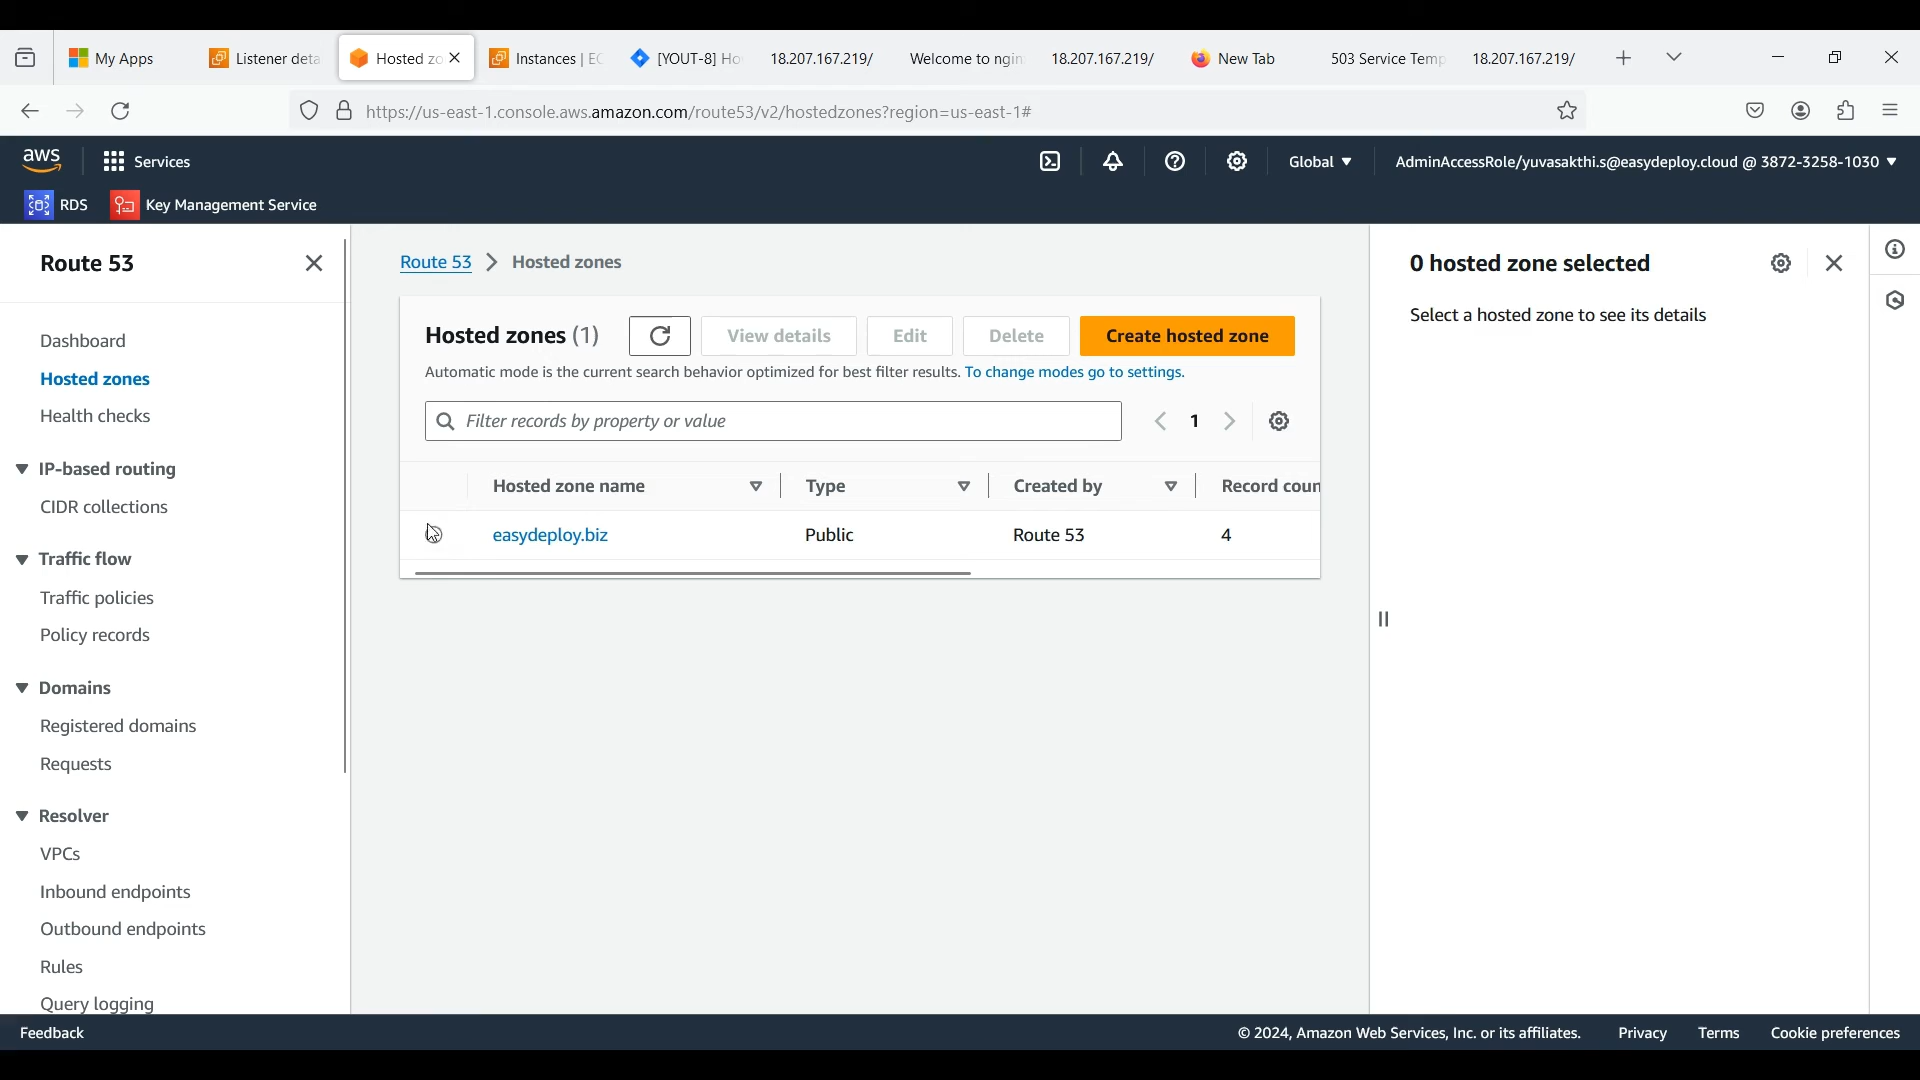 My Apps
Listener deta
Hosted zo
Instances | EC
[YOUT-8] Ho
18.207.167.219/
Welcome to ngin
18.207.167.219/
New Tab
503 Service Temp
18.207.167.219/
https://us-east-1.console.aws.amazon.com/route53/v2/hostedzones?region=us-east-1#
aws
Services
Global
AdminAccessRole/yuvasakthi.s@easydeploy.cloud @ 3872-3258-1030
RDS
Key Management Service
Route 53
Dashboard
Hosted zones
Health checks
IP-based routing
CIDR collections
Traffic flow
Traffic policies
Policy records
Domains
Registered domains
Requests
Resolver
VPCs
Inbound endpoints
Outbound endpoints
Rules
Query logging
Route 53 > Hosted zones
Hosted zones (1)
View details
Edit
Delete
Create hosted zone
Automatic mode is the current search behavior optimized for best filter results. To change modes go to settings.
Filter records by property or value
1
Hosted zone name
Type
Created by
Record coun
easydeploy.biz
Public
Route 53
4
0 hosted zone selected
Select a hosted zone to see its details
Feedback
© 2024, Amazon Web Services, Inc. or its affiliates.
Privacy
Terms
Cookie preferences